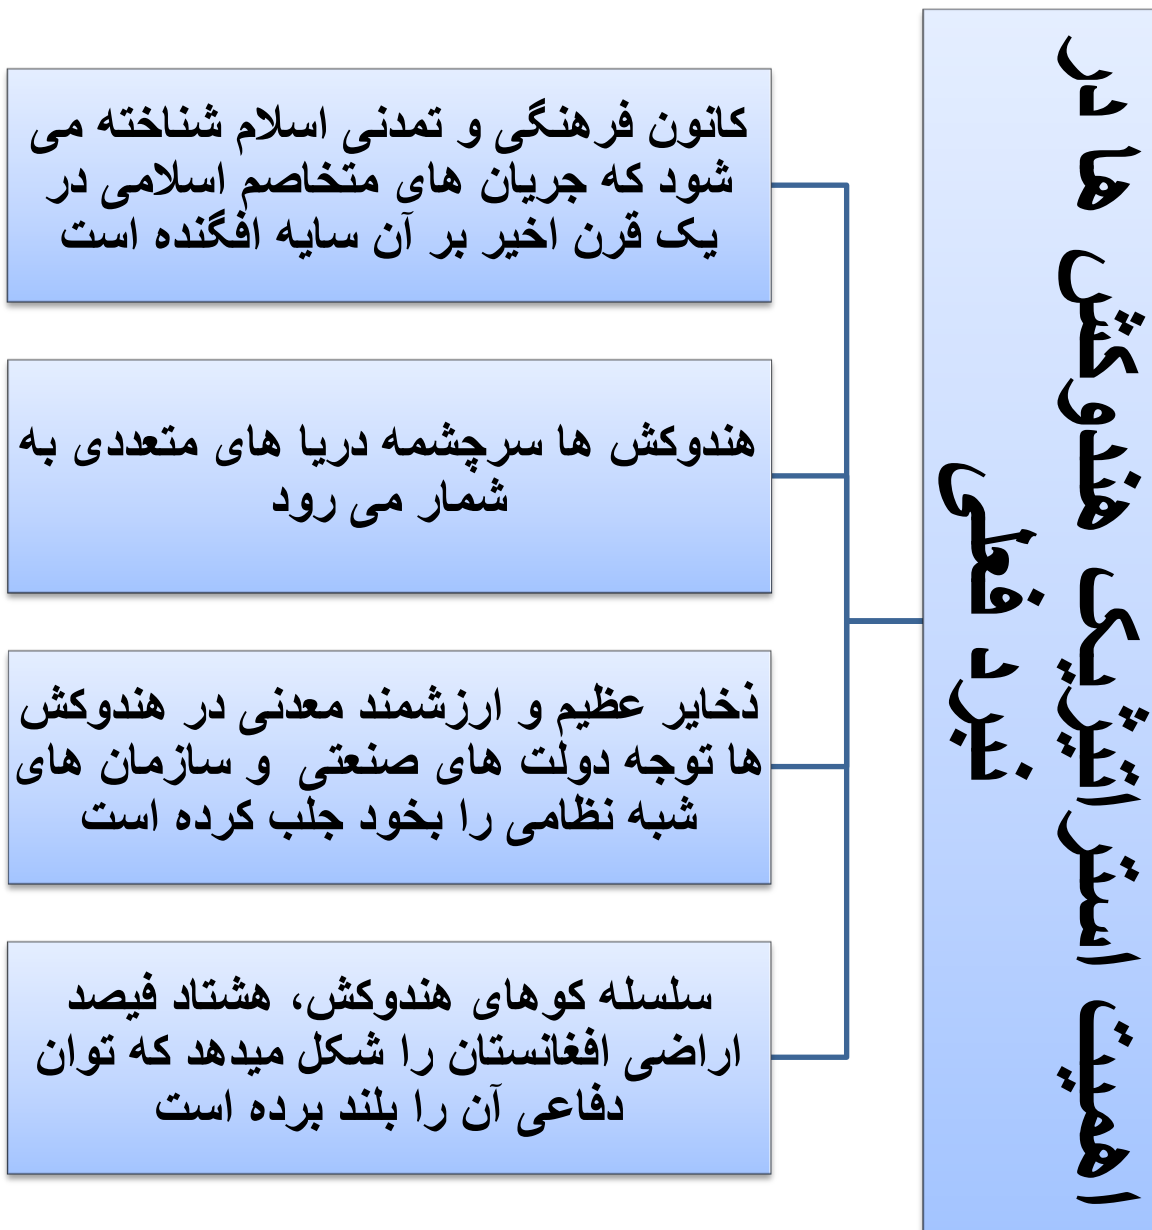 اهمیت استراتیژیک هندوکش ها در
نبرد فعلی
کانون فرهنگی و تمدنی اسلام شناخته می
شود که جریان های متخاصم اسلامی در
یک قرن اخیر بر آن سایه افگنده است
هندوکش ها سرچشمه دریا های متعددی به
شمار می رود
ذخایر عظیم و ارزشمند معدنی در هندوکش
ها توجه دولت های صنعتی و سازمان های
شبه نظامی را بخود جلب کرده است
سلسله کوهای هندوکش، هشتاد فیصد
اراضی افغانستان را شکل میدهد که توان
دفاعی آن را بلند برده است